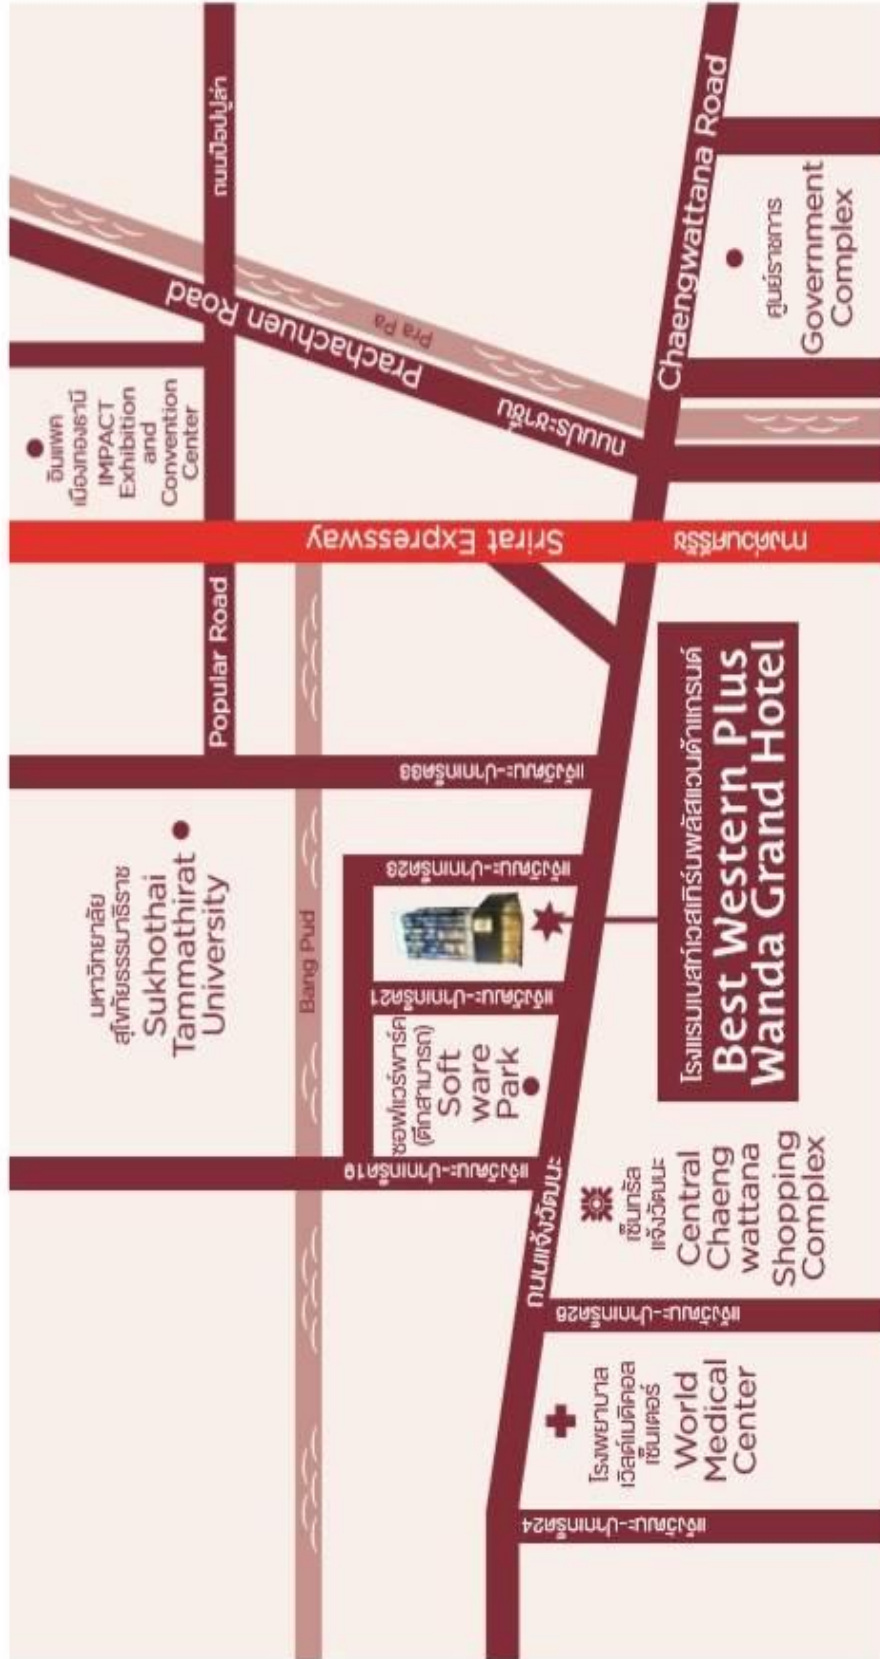 ถนนป๊อปปูล่า
Prachachuen Road
Pra Pa
ถนนประชาชื่น
Chaengwattana Road
ศูนย์ราชการ
Government
Complex
อิมแพค
เมืองทองธานี
IMPACT
Exhibition
and
Convention
Center
Srirat Expressway
ทางด่วนศรีรัช
Popular Road
แจ้งวัฒนะ-ปากเกร็ด33
มหาวิทยาลัย
สุโขทัยธรรมาธิราช
Sukhothai
Tammathirat
University
Bang Pud
แจ้งวัฒนะ-ปากเกร็ด23
แจ้งวัฒนะ-ปากเกร็ด21
โรงแรมเบสท์เวสเทิร์นพลัสแวนด้าแกรนด์
Best Western Plus
Wanda Grand Hotel
ซอฟแวร์พาร์ค
(ตึกสามารถ)
Soft
ware
Park
แจ้งวัฒนะ-ปากเกร็ด19
ถนนแจ้งวัฒนะ
เซ็นทรัล
แจ้งวัฒนะ
Central
Chaeng
wattana
Shopping
Complex
แจ้งวัฒนะ-ปากเกร็ด28
โรงพยาบาล
เวิลด์เมดิคอล
เซ็นเตอร์
World
Medical
Center
แจ้งวัฒนะ-ปากเกร็ด24